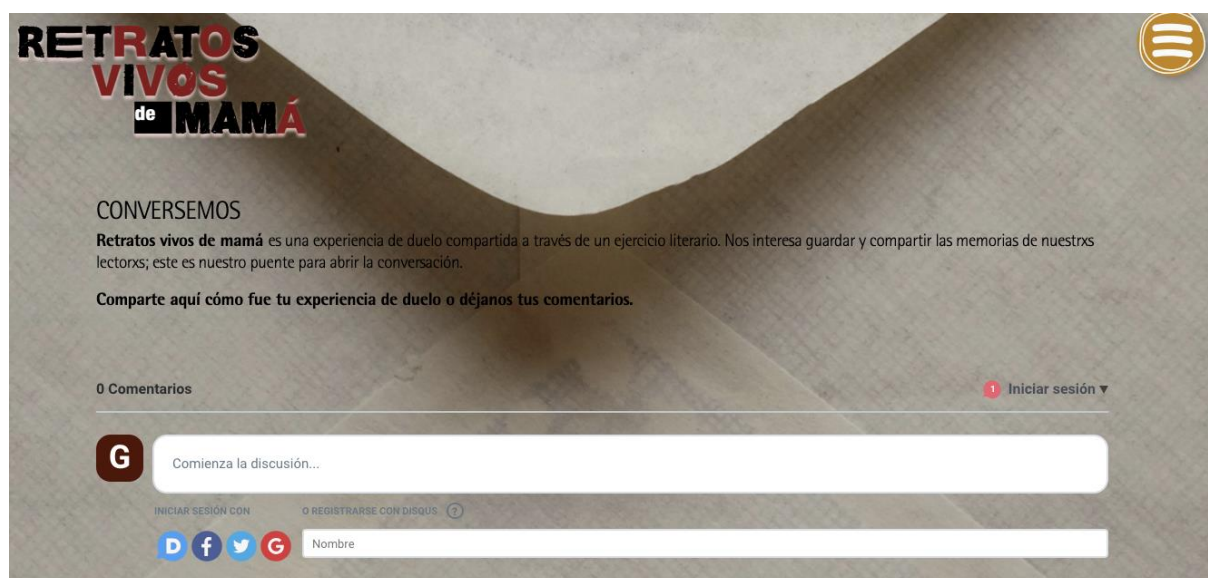 RETRATOS
VIVOS
de MAMÁ
CONVERSEMOS
Retratos vivos de mamá es una experiencia de duelo compartida a través de un ejercicio literario. Nos interesa guardar y compartir las memorias de nuestrxs
lectorxs; este es nuestro puente para abrir la conversación.
Comparte aquí cómo fue tu experiencia de duelo o déjanos tus comentarios.
0 Comentarios
1 Iniciar sesión ▼
G
Comienza la discusión...
INICIAR SESIÓN CON
O REGISTRARSE CON DISQUS ?
D f G
Nombre